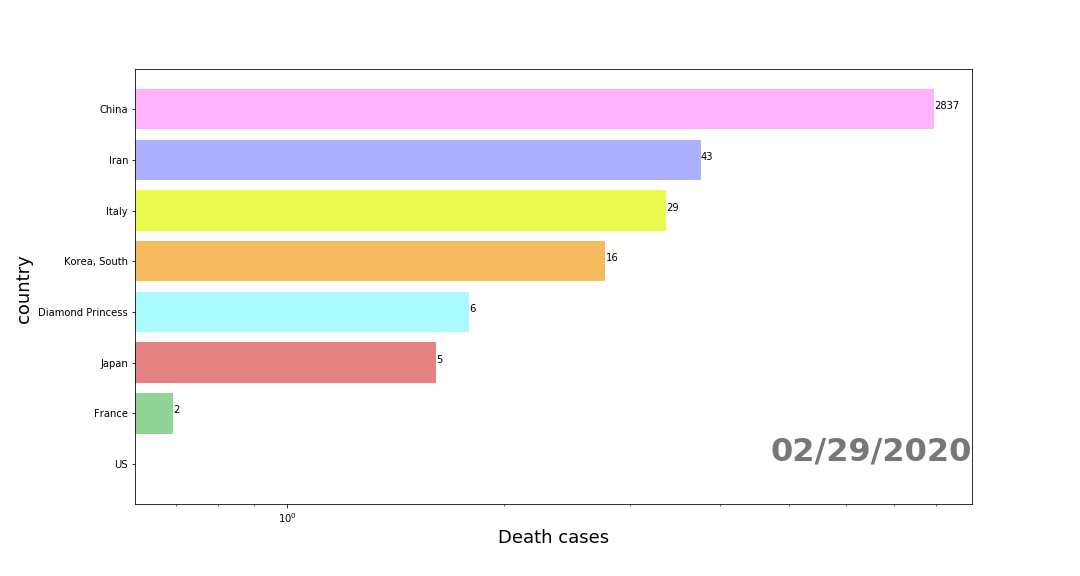 China
2837
Iran
43
Italy
29
Korea, South
16
Diamond Princess
6
Japan
5
France
2
US
02/29/2020
country
10⁰
Death cases